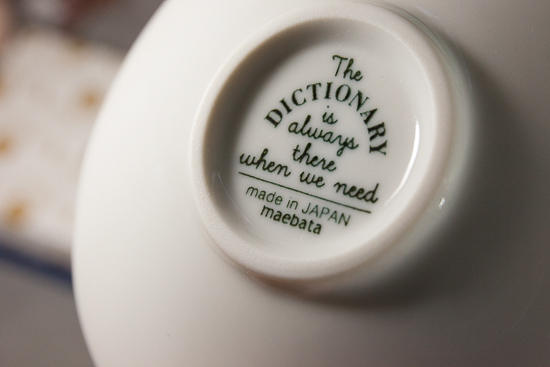 The
DICTIONARY
is
always
there
when we need
made in JAPAN
maebata